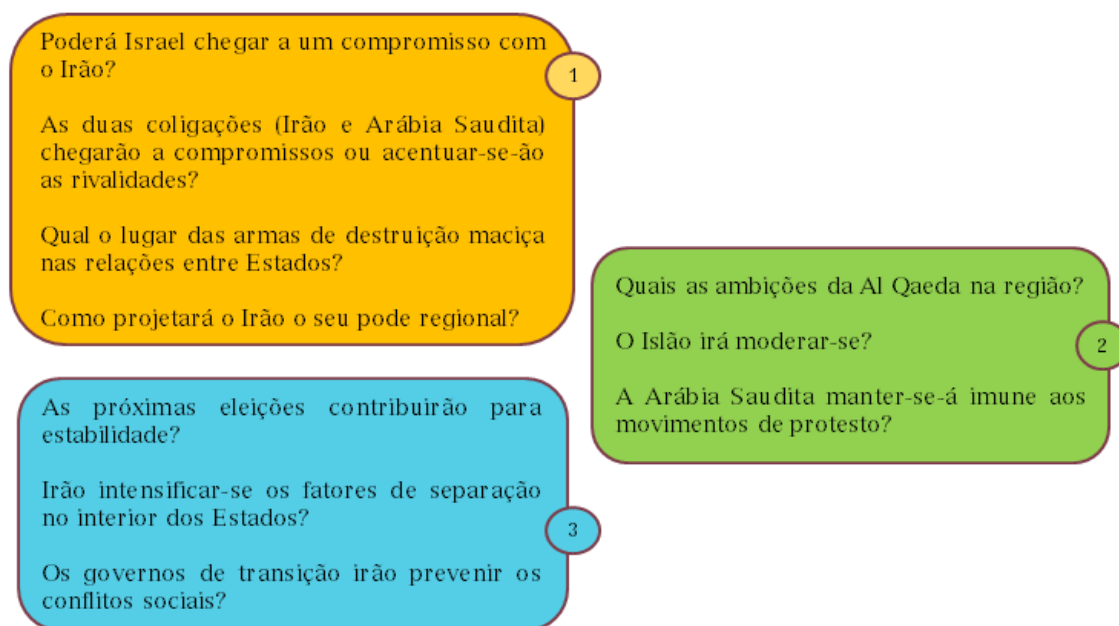 Poderá Israel chegar a um compromisso com
o Irão?
1
As duas coligações (Irão e Arábia Saudita)
chegarão a compromissos ou acentuar-se-ão
as rivalidades?
Qual o lugar das armas de destruição maciça
nas relações entre Estados?
Como projetará o Irão o seu pode regional?
Quais as ambições da Al Qaeda na região?
O Islão irá moderar-se?
2
A Arábia Saudita manter-se-á imune aos
movimentos de protesto?
As próximas eleições contribuirão para
estabilidade?
Irão intensificar-se os fatores de separação
no interior dos Estados?
3
Os governos de transição irão prevenir os
conflitos sociais?